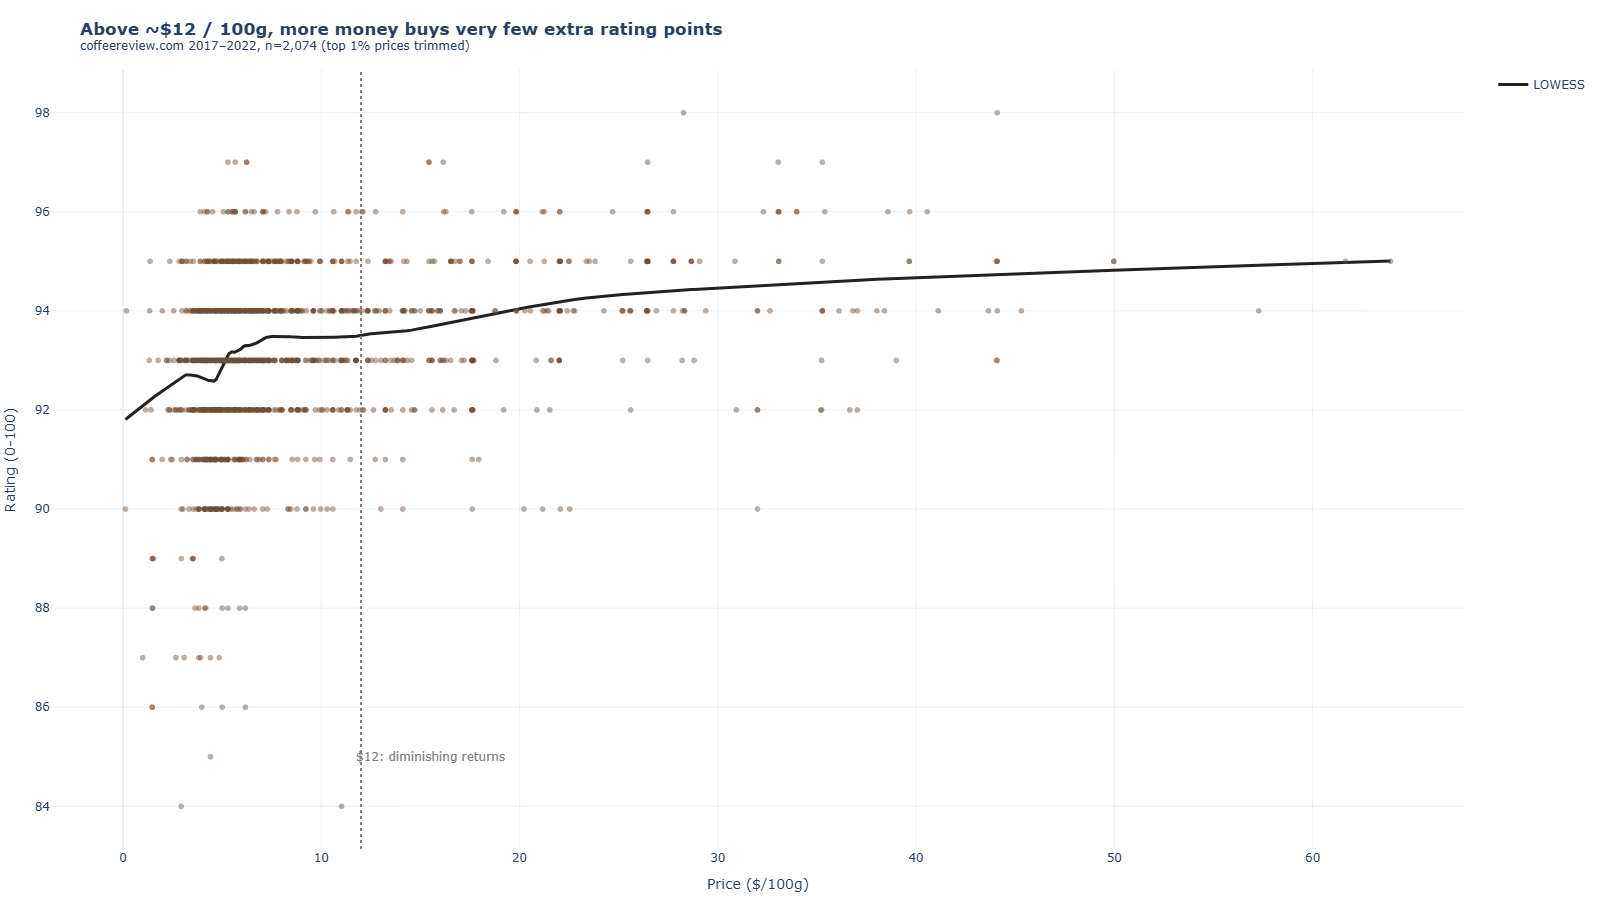 Above ~$12 / 100g, more money buys very few extra rating points
coffeereview.com 2017–2022, n=2,074 (top 1% prices trimmed)
LOWESS
98
96
94
92
90
88
86
84
Rating (0-100)
$12: diminishing returns
0 10 20 30 40 50 60
Price ($/100g)